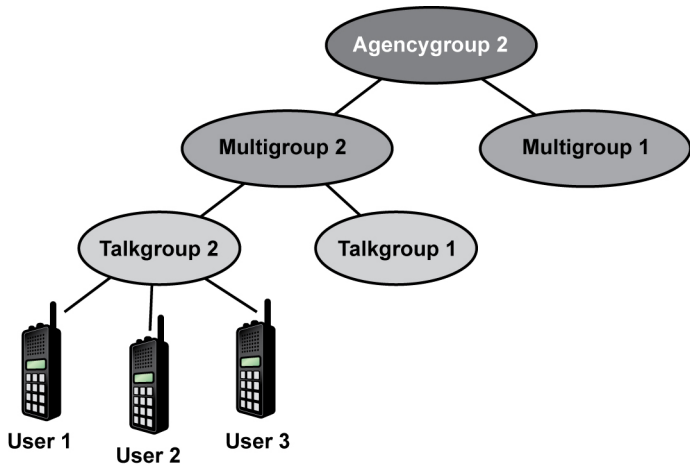 Agencygroup 2
Multigroup 2
Multigroup 1
Talkgroup 2
Talkgroup 1
User 1
User 2
User 3